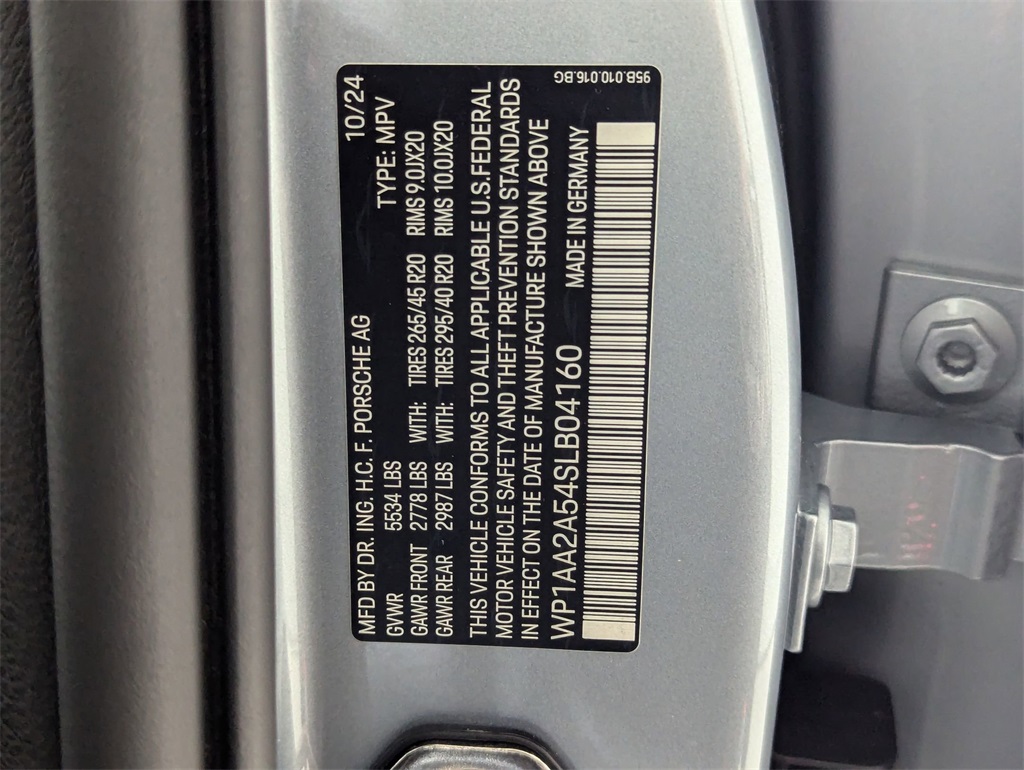 MFD BY DR. ING. H.C. F. PORSCHE AG 10/24
GVWR 5534 LBS TYPE: MPV
GAWR FRONT 2778 LBS WITH: TIRES 265/45 R20 RIMS 9.0JX20
GAWR REAR - 2987 LBS WITH: TIRES 295/40 R20 RIMS 10.0JX20
THIS VEHICLE CONFORMS TO ALL APPLICABLE U.S.FEDERAL
MOTOR VEHICLE SAFETY AND THEFT PREVENTION STANDARDS
IN EFFECT ON THE DATE OF MANUFACTURE SHOWN ABOVE
WP1AA2A54SLB04160 MADE IN GERMANY
95B.010.016.BG